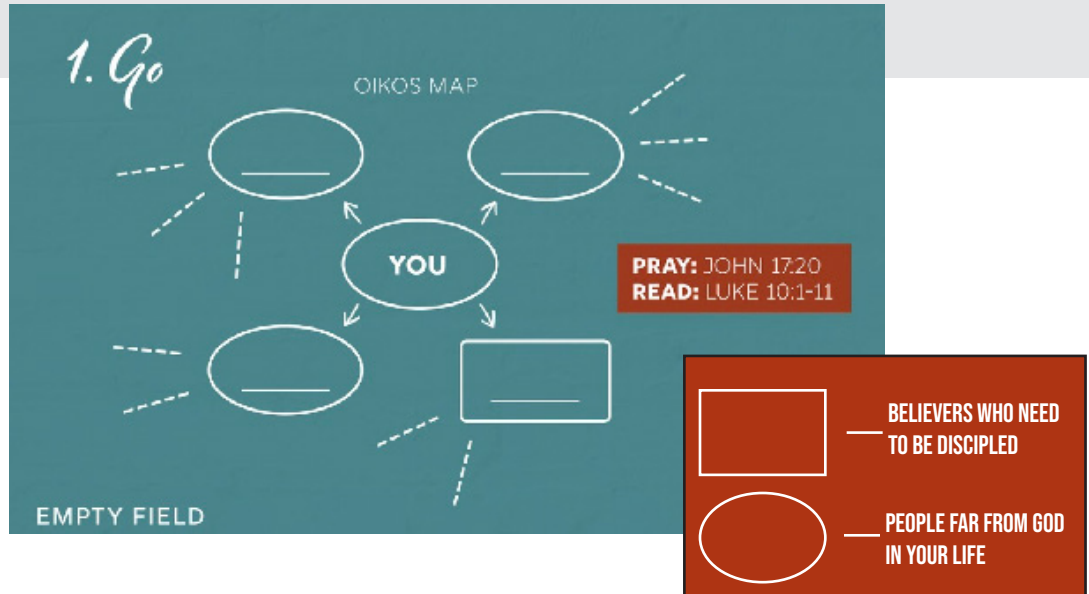 1. Go
OIKOS MAP
YOU
PRAY: JOHN 17:20
READ: LUKE 10:1-11
EMPTY FIELD
BELIEVERS WHO NEED
TO BE DISCIPLED
PEOPLE FAR FROM GOD
IN YOUR LIFE